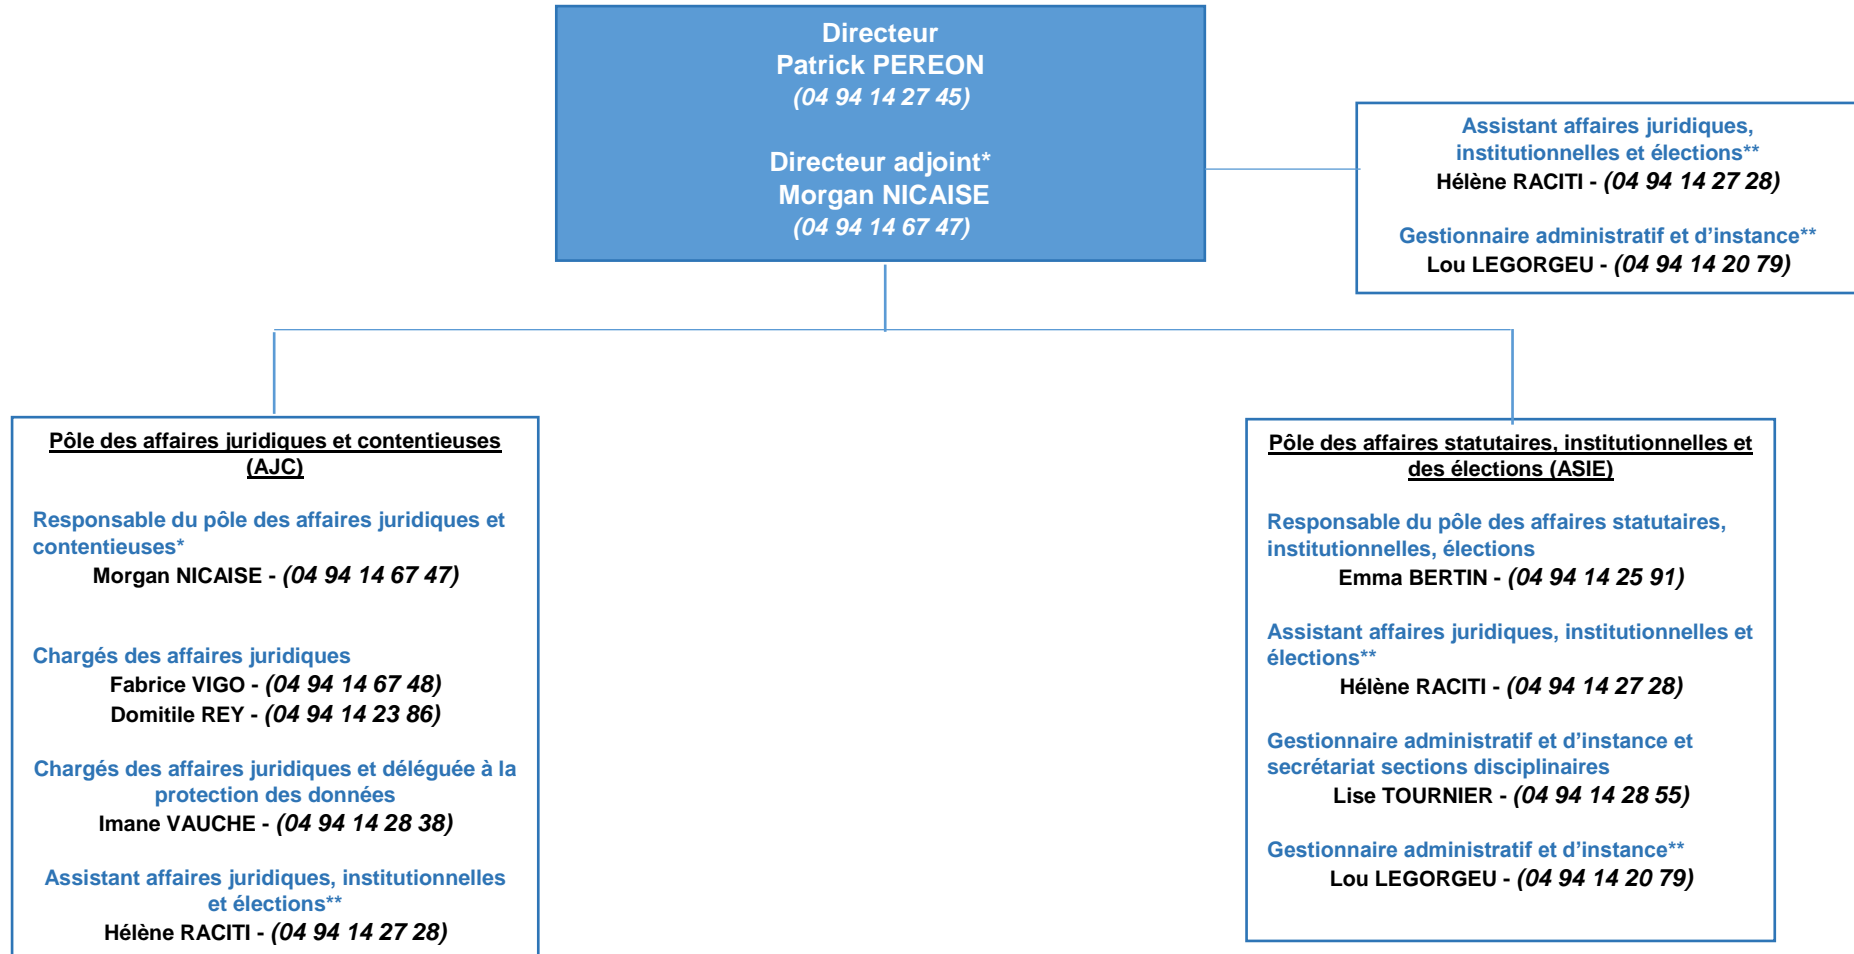 Directeur
Patrick PEREON
(04 94 14 27 45)
Directeur adjoint*
Morgan NICAISE
(04 94 14 67 47)
Assistant affaires juridiques,
institutionnelles et élections**
Hélène RACITI - (04 94 14 27 28)
Gestionnaire administratif et d'instance**
Lou LEGORGEU - (04 94 14 20 79)
Pôle des affaires juridiques et contentieuses
(AJC)
Responsable du pôle des affaires juridiques et
contentieuses*
Morgan NICAISE - (04 94 14 67 47)
Chargés des affaires juridiques
Fabrice VIGO - (04 94 14 67 48)
Domitile REY - (04 94 14 23 86)
Chargés des affaires juridiques et déléguée à la
protection des données
Imane VAUCHE - (04 94 14 28 38)
Assistant affaires juridiques, institutionnelles
et élections**
Hélène RACITI - (04 94 14 27 28)
Pôle des affaires statutaires, institutionnelles et
des élections (ASIE)
Responsable du pôle des affaires statutaires,
institutionnelles, élections
Emma BERTIN - (04 94 14 25 91)
Assistant affaires juridiques, institutionnelles et
élections**
Hélène RACITI - (04 94 14 27 28)
Gestionnaire administratif et d'instance et
secrétariat sections disciplinaires
Lise TOURNIER - (04 94 14 28 55)
Gestionnaire administratif et d'instance**
Lou LEGORGEU - (04 94 14 20 79)